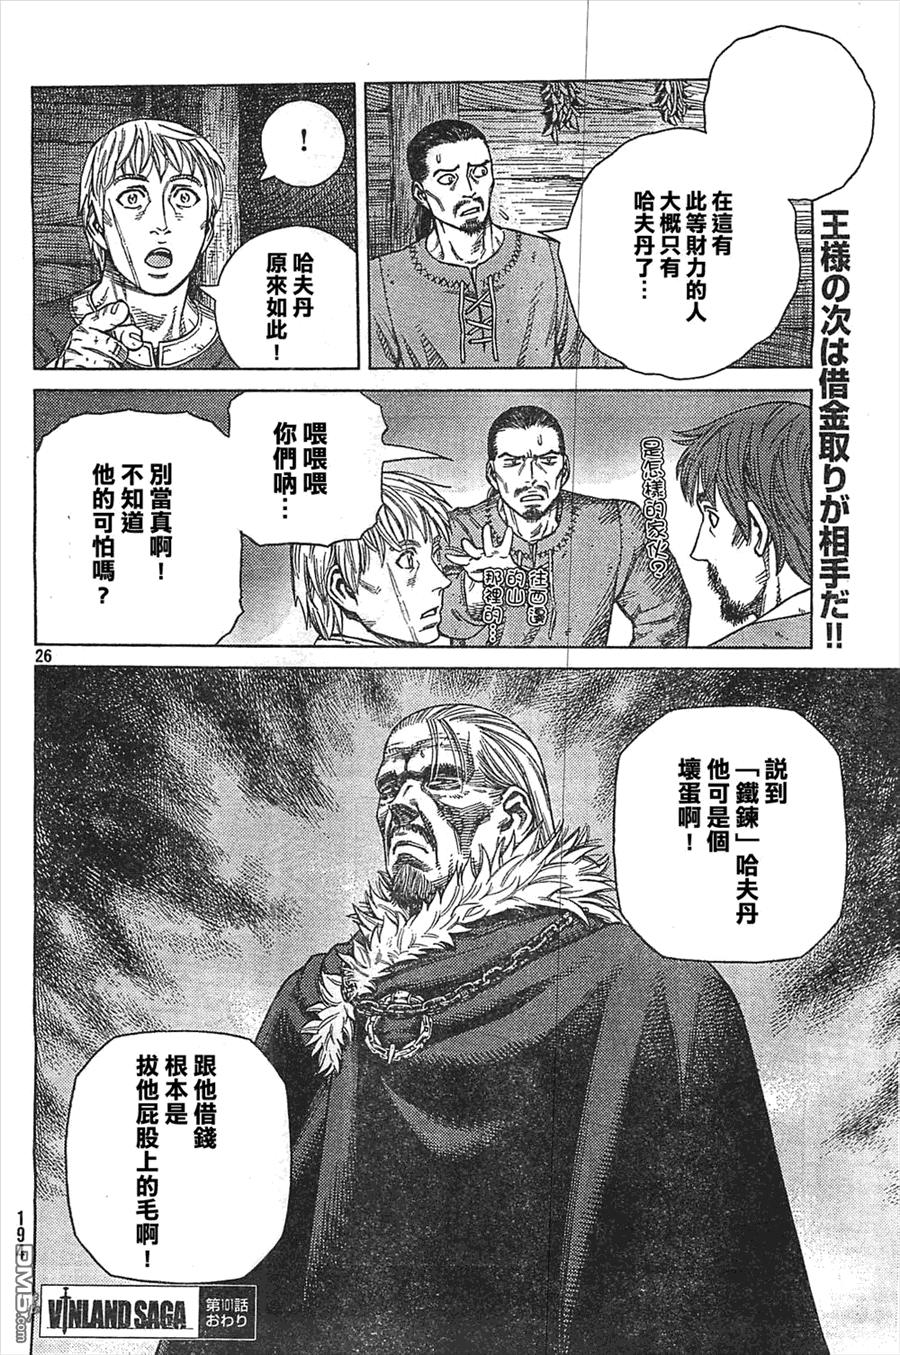 在這有
此等財力的人
大概只有
哈夫丹了…
！
哈夫丹
原來如此！
王様の次は借金取りが相手だ!!
是怎樣的家伙？
往西邊
的山
那裡的…
喂喂喂
你們吶…
別當真啊！
不知道
他的可怕嗎？
26
説到
「鐵鍊」哈夫丹
他可是個
壞蛋啊！
跟他借錢
根本是
拔他屁股上的毛啊！
VINLAND SAGA
第101話
おわり